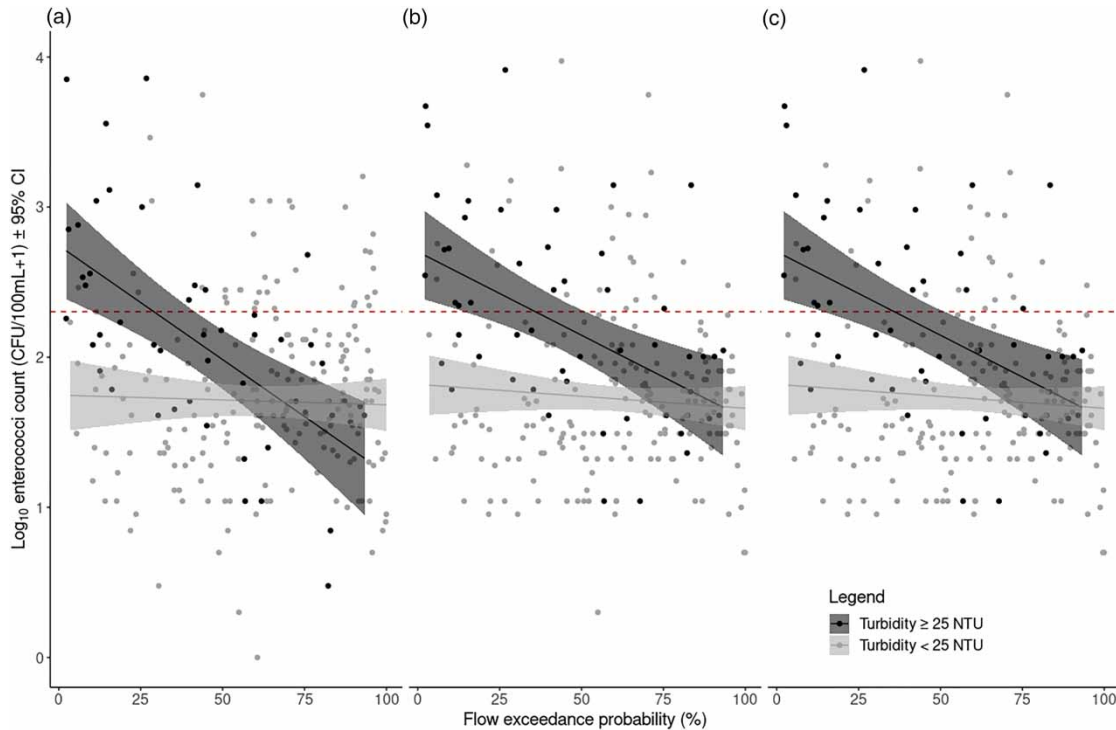 (a) (b) (c)
4
3
2
1
0
Log10 enterococci count (CFU/100mL+1) ± 95% CI
0 25 50 75 100 0 25 50 75 100 0 25 50 75 100
Flow exceedance probability (%)
Legend
Turbidity ≥ 25 NTU
Turbidity < 25 NTU